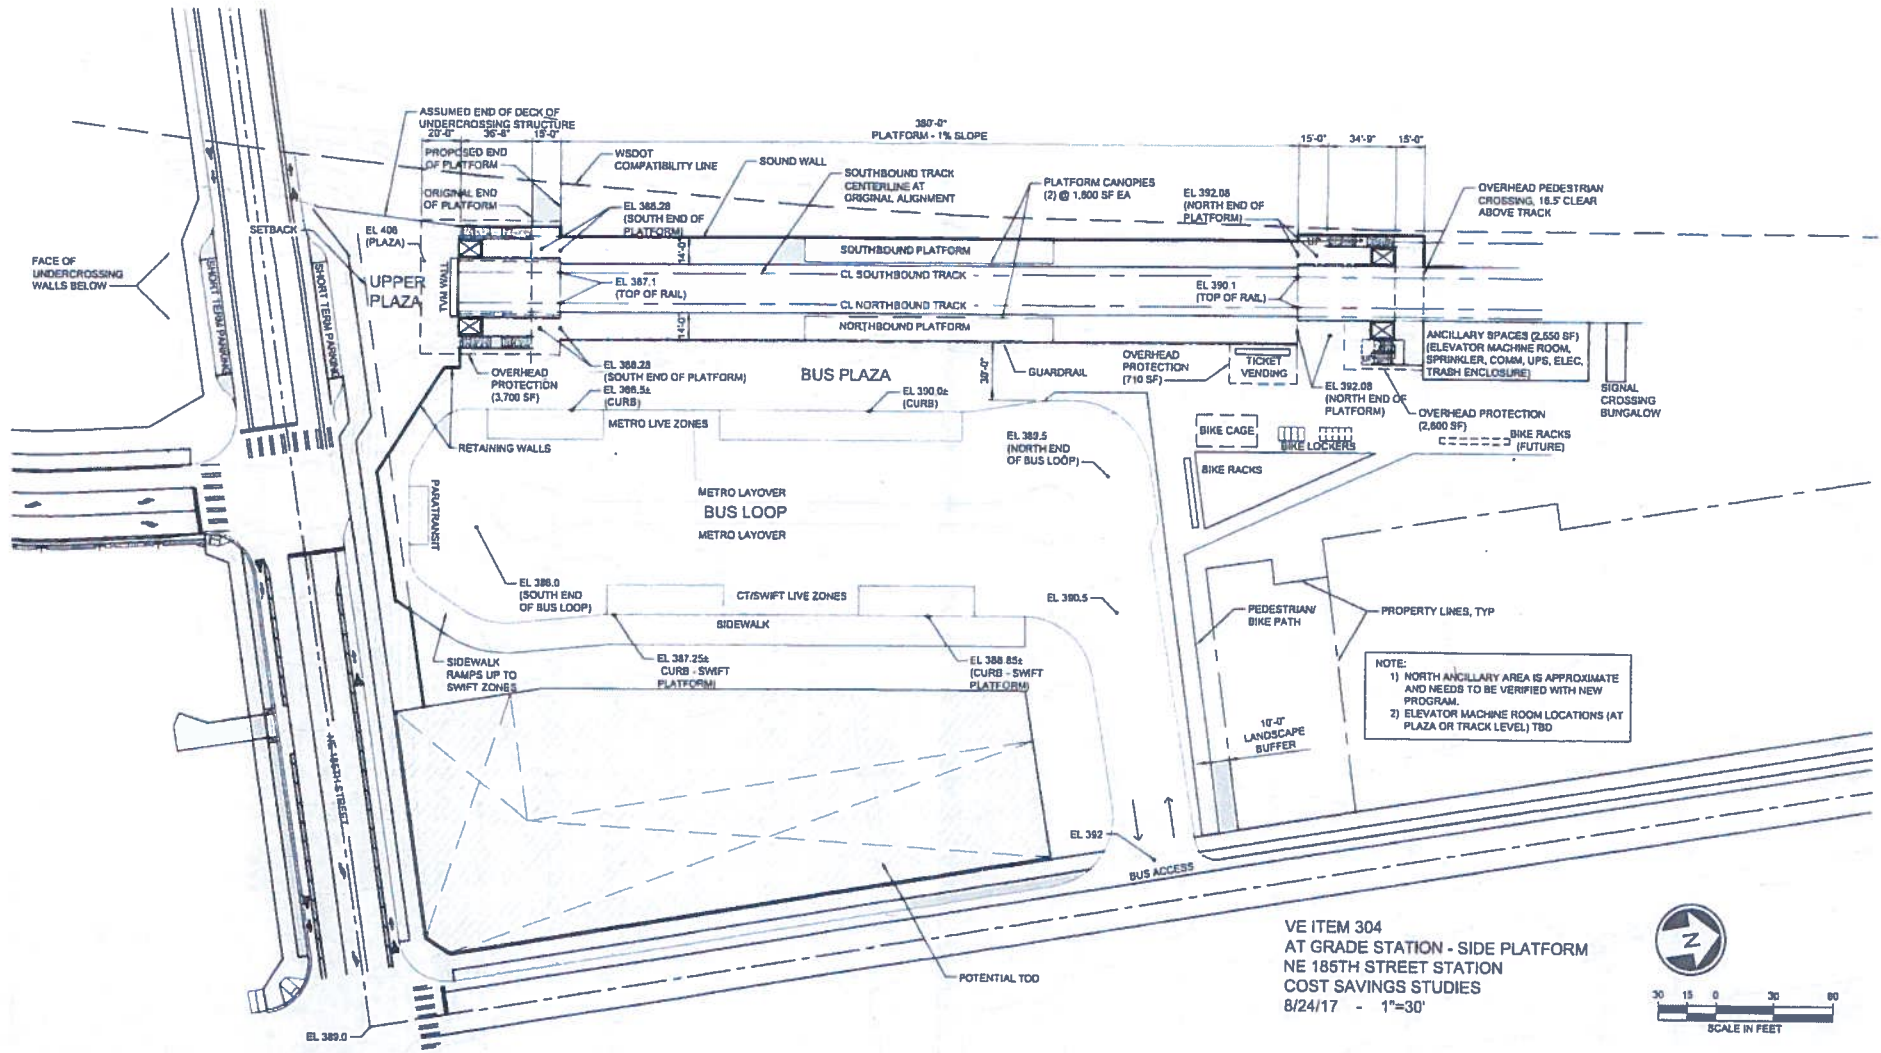 ASSUMED END OF DECK OF
UNDERCROSSING STRUCTURE
20'-0"
36'-8"
15'-0"
380'-0"
PLATFORM - 1% SLOPE
15'-0"
34'-9"
15'-0"
PROPOSED END
OF PLATFORM
WSDOT
COMPATIBILITY LINE
SOUND WALL
SOUTHBOUND TRACK
CENTERLINE AT
ORIGINAL ALIGNMENT
PLATFORM CANOPIES
(2) @ 1,800 SF EA
EL 392.08
(NORTH END OF
PLATFORM)
OVERHEAD PEDESTRIAN
CROSSING, 16.5' CLEAR
ABOVE TRACK
ORIGINAL END
OF PLATFORM
EL 388.28
(SOUTH END OF
PLATFORM)
SETBACK
EL 406
(PLAZA)
UPPER
PLAZA
TVM WALL
FACE OF
UNDERCROSSING
WALLS BELOW
SHORT TERM PARKING
SHORT TERM PARKING
14'-0"
SOUTHBOUND PLATFORM
CL SOUTHBOUND TRACK
EL 387.1
(TOP OF RAIL)
CL NORTHBOUND TRACK
NORTHBOUND PLATFORM
14'-0"
UP
EL 390.1
(TOP OF RAIL)
ANCILLARY SPACES (2,550 SF)
(ELEVATOR MACHINE ROOM,
SPRINKLER, COMM, UPS, ELEC,
TRASH ENCLOSURE)
SIGNAL
CROSSING
BUNGALOW
OVERHEAD
PROTECTION
(3,700 SF)
EL 388.28
(SOUTH END OF PLATFORM)
EL 388.5±
(CURB)
BUS PLAZA
EL 390.0±
(CURB)
30'-0"
GUARDRAIL
OVERHEAD
PROTECTION
(710 SF)
TICKET
VENDING
EL 392.08
(NORTH END OF
PLATFORM)
OVERHEAD PROTECTION
(2,600 SF)
BIKE RACKS
(FUTURE)
BIKE CAGE
BIKE LOCKERS
BIKE RACKS
RETAINING WALLS
METRO LIVE ZONES
EL 389.5
(NORTH END
OF BUS LOOP)
PARATRANSIT
METRO LAYOVER
BUS LOOP
METRO LAYOVER
EL 386.0
(SOUTH END
OF BUS LOOP)
CT/SWIFT LIVE ZONES
SIDEWALK
EL 390.5
PEDESTRIAN/
BIKE PATH
PROPERTY LINES, TYP
SIDEWALK
RAMPS UP TO
SWIFT ZONES
EL 387.25±
CURB - SWIFT
PLATFORM)
EL 388.85±
(CURB - SWIFT
PLATFORM)
NOTE:
1) NORTH ANCILLARY AREA IS APPROXIMATE
AND NEEDS TO BE VERIFIED WITH NEW
PROGRAM.
2) ELEVATOR MACHINE ROOM LOCATIONS (AT
PLAZA OR TRACK LEVEL) TBD
10'-0"
LANDSCAPE
BUFFER
NE 185TH STREET
EL 392
BUS ACCESS
POTENTIAL TOD
EL 389.0
VE ITEM 304
AT GRADE STATION - SIDE PLATFORM
NE 185TH STREET STATION
COST SAVINGS STUDIES
8/24/17 - 1"=30'
N
30 15 0 30 60
SCALE IN FEET